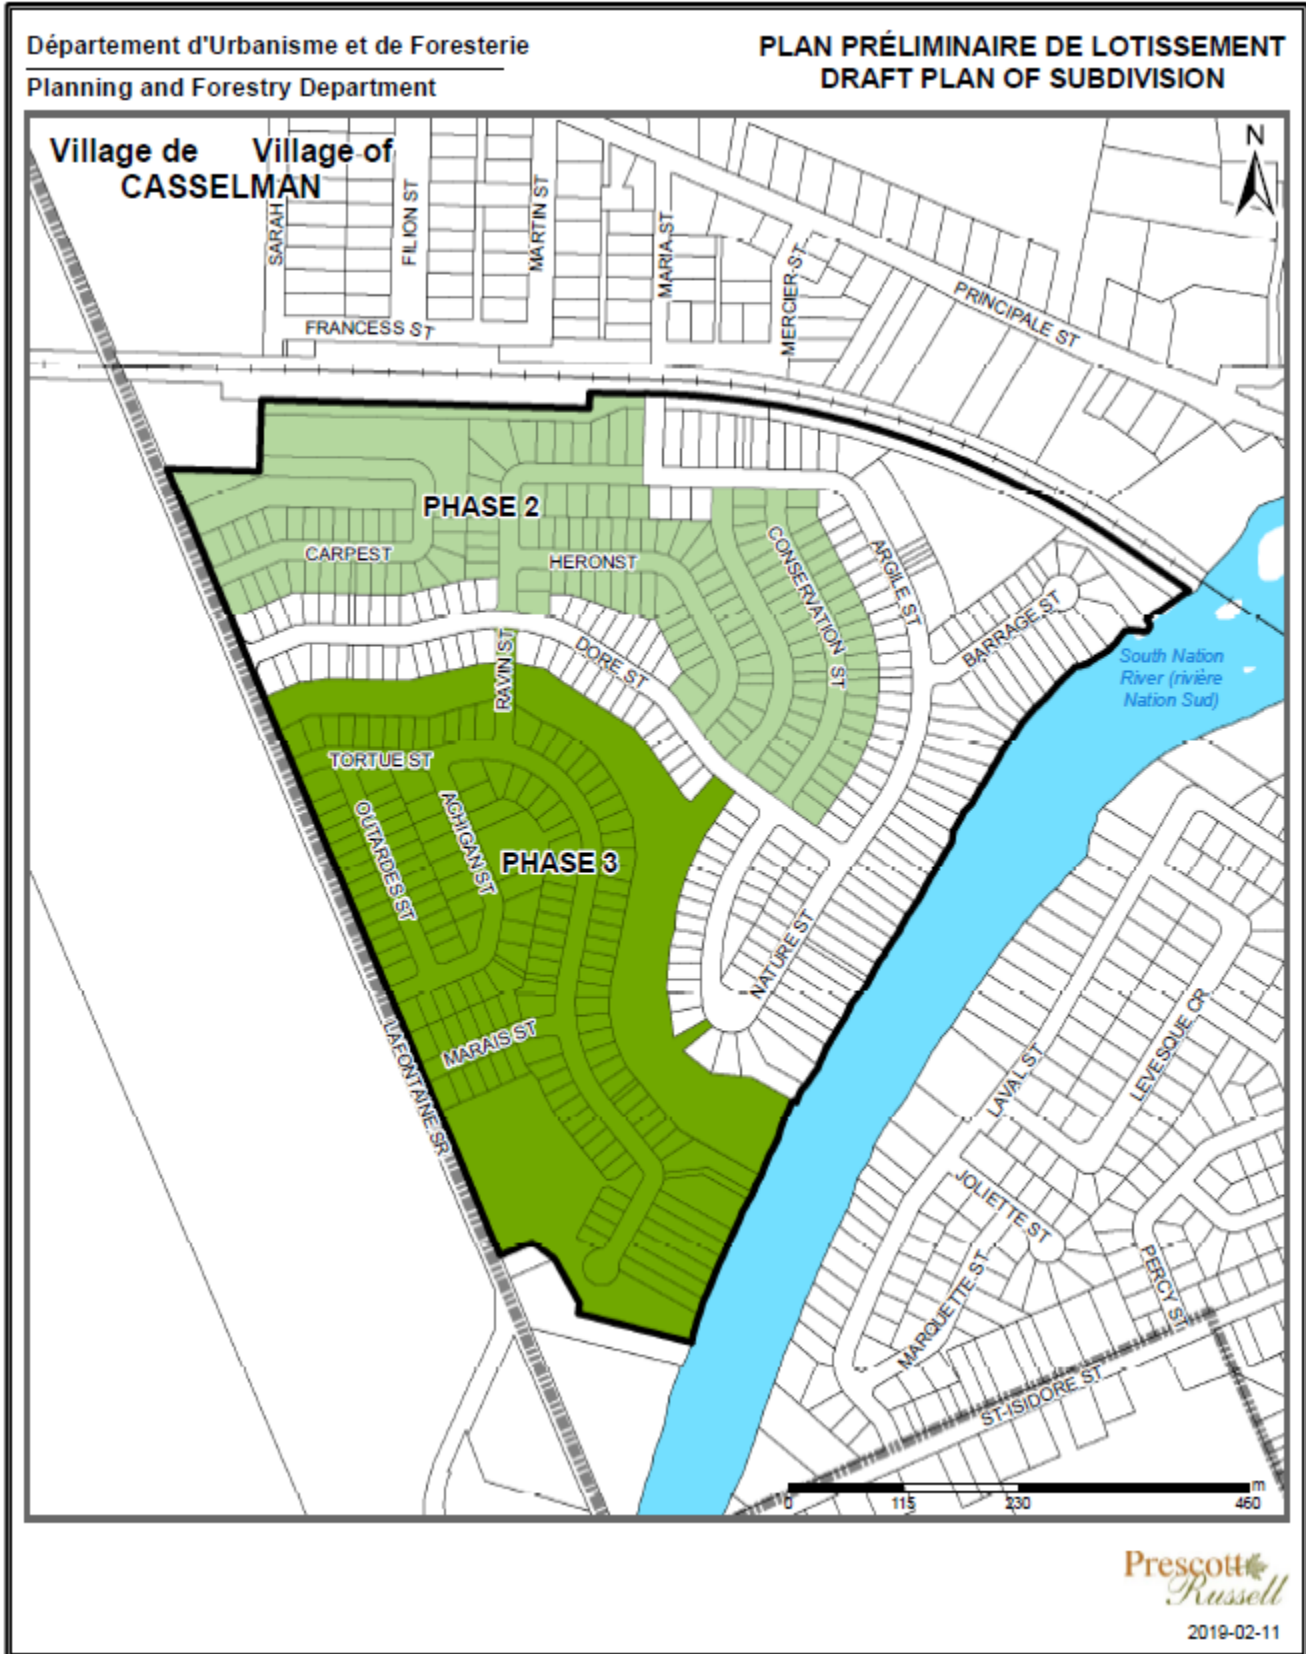 Département d'Urbanisme et de Foresterie
Planning and Forestry Department
PLAN PRÉLIMINAIRE DE LOTISSEMENT
DRAFT PLAN OF SUBDIVISION
Village de Village of
CASSELMAN
N
SARAH
FILION ST
MARTIN ST
MARIA ST
MERCIER ST
PRINCIPALE ST
FRANCESS ST
PHASE 2
CARPEST
HERONST
CONSERVATION ST
ARGILE ST
BARRAGE ST
DORE ST
RAVIN ST
South Nation
River (rivière
Nation Sud)
TORTUE ST
OUTARDES ST
ACHIGAN ST
PHASE 3
NATURE ST
MARAIS ST
LAFONTAINE SR
LAVAL ST
LEVESQUE CR
JOLIETTE ST
MARQUETTE ST
PERCY ST
ST-ISIDORE ST
m
0 115 230 460
Prescott
Russell
2019-02-11